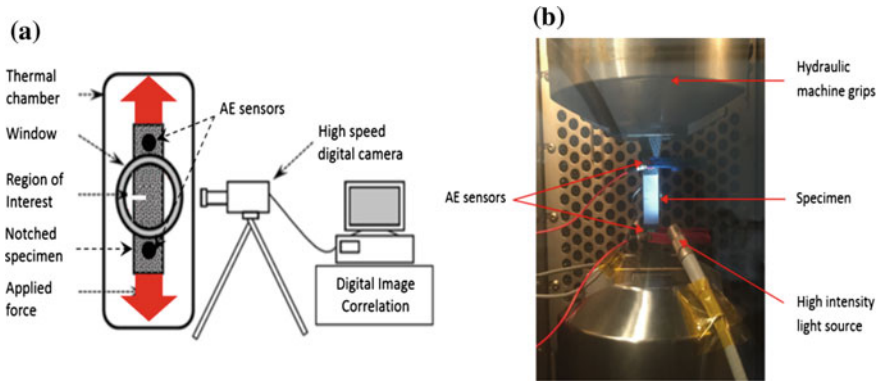 (a)
Thermal
chamber
Window
Region of
Interest
Notched
specimen
Applied
force
AE sensors
High speed
digital camera
Digital Image
Correlation
(b)
Hydraulic
machine grips
AE sensors
Specimen
High intensity
light source